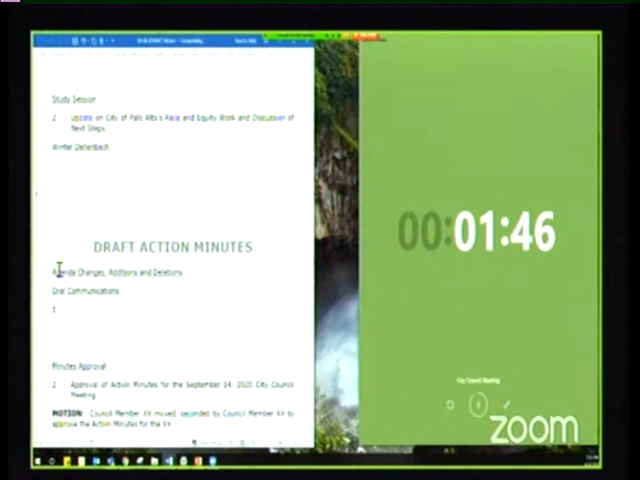 Study Session
2 Update on City of Palo Alto's Race and Equity Work and Discussion of
Next Steps
Winter Dellenbach
DRAFT ACTION MINUTES
Agenda Changes, Additions and Deletions
Oral Communications
1
Minutes Approval
2 Approval of Action Minutes for the September 14, 2020 City Council
Meeting
MOTION: Council Member XX moved, seconded by Council Member XX to
approve the Action Minutes for the XX
00:01:46
City Council Meeting
zoom